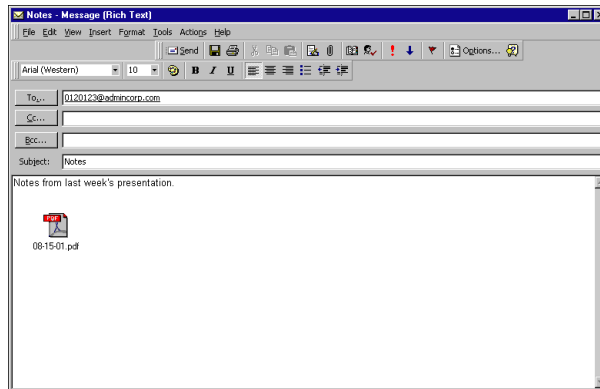 Notes - Message (Rich Text)
File Edit View Insert Format Tools Actions Help
Send Options...
Arial (Western) 10 B I U
To... 0120123@admincorp.com
Cc...
Bcc...
Subject: Notes
Notes from last week's presentation.
PDF
08-15-01.pdf